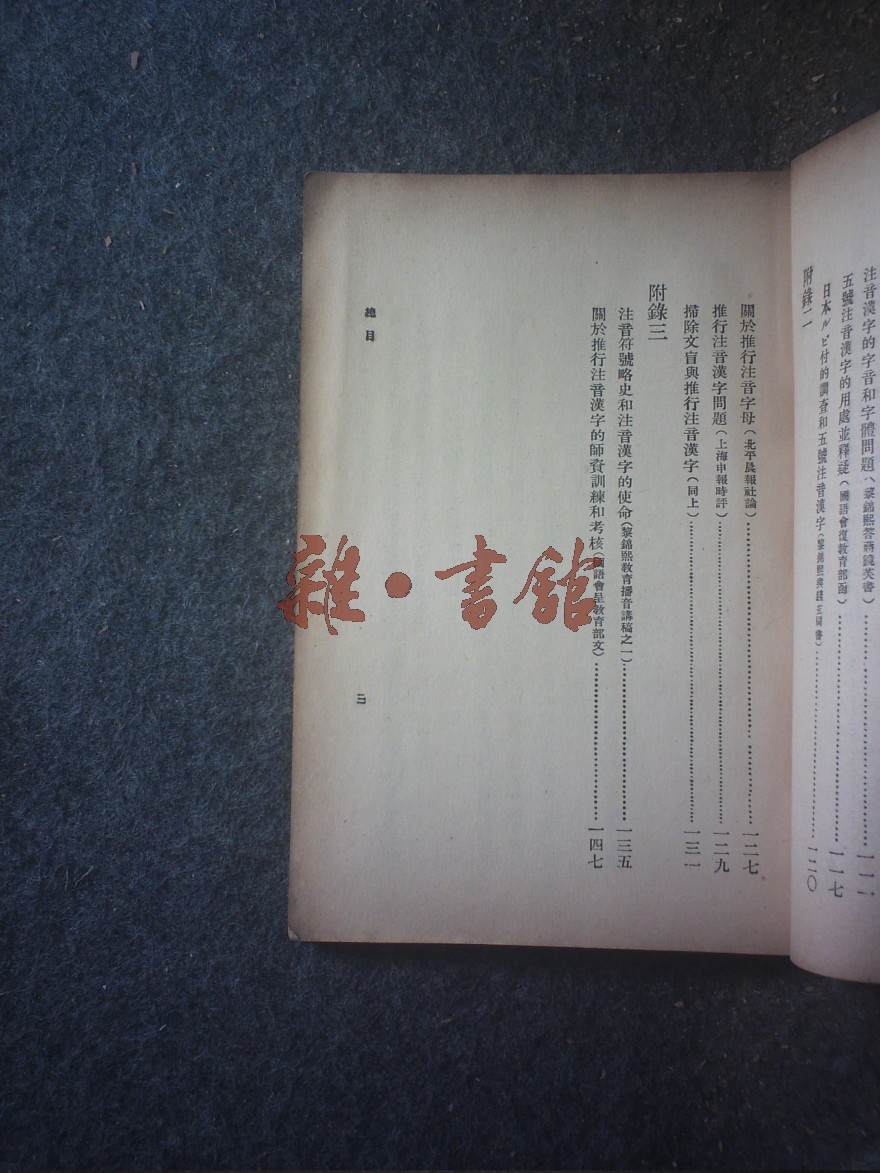 注音漢字的字音和字體問題(黎錦熙答蔣鏡芙書)……一一一
五號注音漢字的用處並釋疑(國語會復教育部函)……一一七
日本ルビ付的調査和五號注音漢字(黎錦熙與錢玄同書)……一二〇
附錄二
關於推行注音字母(北平晨報社論)……一二七
推行注音漢字問題(上海申報時評)……一二九
掃除文盲與推行注音漢字(同上)……一三一
附錄三
注音符號略史和注音漢字的使命(黎錦熙教育播音講稿之一)……一三五
關於推行注音漢字的師資訓練和考核(國語會呈教育部文)……一四七
總目
三
雜·書館